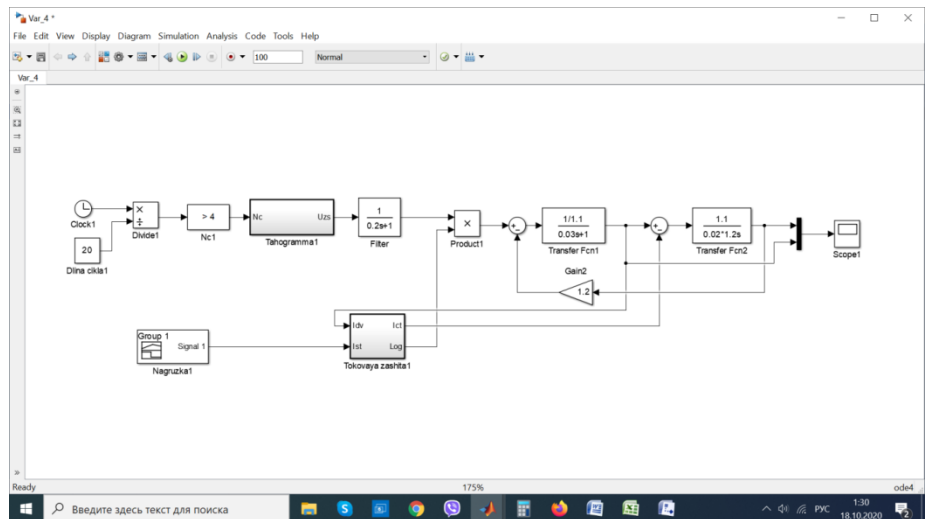 Var_4 *
File Edit View Display Diagram Simulation Analysis Code Tools Help
100 Normal
Var_4
Clock1
×
÷
Divide1
20
Dlina cikla1
> 4
Nc1
Nc Uzs
Tahogramma1
1
0.2s+1
Filter
×
Product1
1/1.1
0.03s+1
Transfer Fcn1
1.1
0.02*1.2s
Transfer Fcn2
Scope1
Gain2
1.2
Group 1
Signal 1
Nagruzka1
Idv Ict
Ist Log
Tokovaya zashita1
Ready 175% ode4
Введите здесь текст для поиска
РУС
1:30
18.10.2020
2